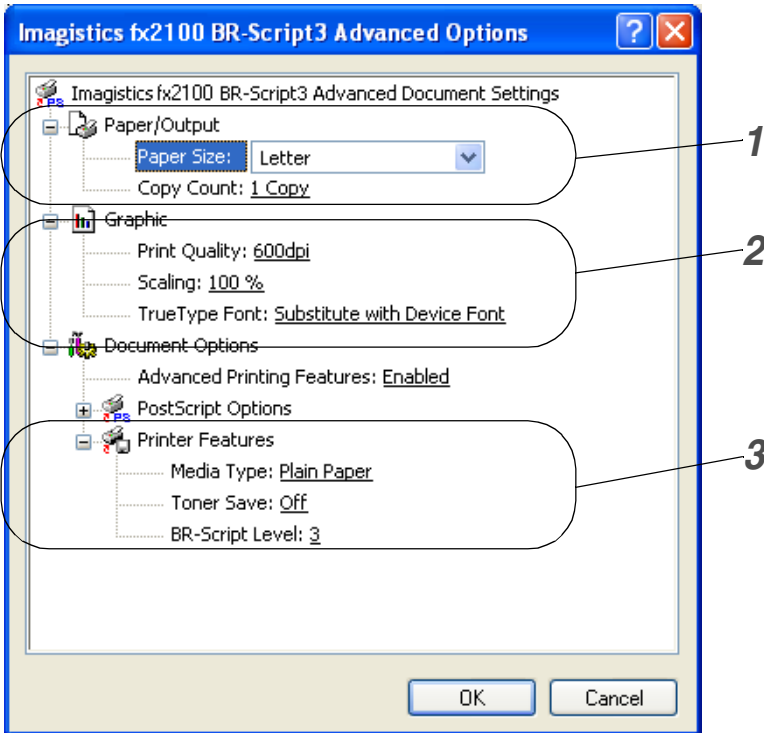 Imagistics fx2100 BR-Script3 Advanced Options
Imagistics fx2100 BR-Script3 Advanced Document Settings
Paper/Output
Paper Size: Letter
Copy Count: 1 Copy
1
Graphic
Print Quality: 600dpi
2
Scaling: 100 %
TrueType Font: Substitute with Device Font
Document Options
Advanced Printing Features: Enabled
PS PostScript Options
Printer Features
3
Media Type: Plain Paper
Toner Save: Off
BR-Script Level: 3
OK Cancel